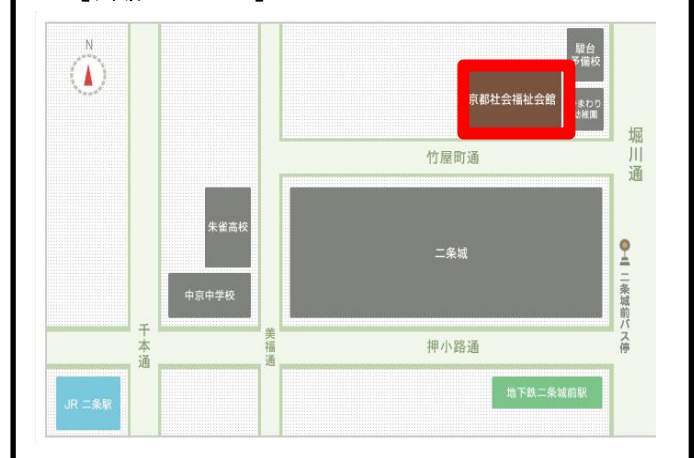 N
駿台
予備校
京都社会福祉会館
ひまわり
幼稚園
堀川通
竹屋町通
朱雀高校
二条城
中京中学校
二条城前バス停
千本通
美福通
押小路通
地下鉄二条城前駅
JR 二条駅